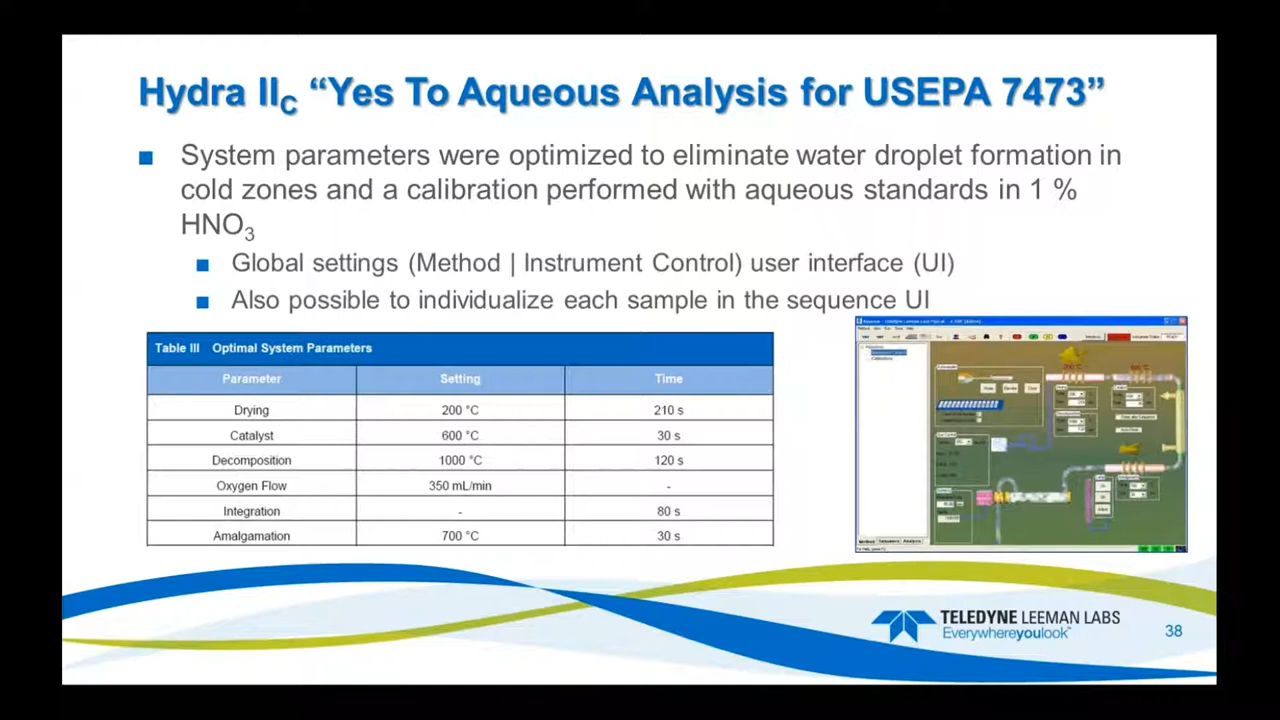 Hydra IIC “Yes To Aqueous Analysis for USEPA 7473”
■ System parameters were optimized to eliminate water droplet formation in
cold zones and a calibration performed with aqueous standards in 1 %
HNO3
■ Global settings (Method | Instrument Control) user interface (UI)
■ Also possible to individualize each sample in the sequence UI
Table III Optimal System Parameters
Parameter Setting Time
Drying 200 °C 210 s
Catalyst 600 °C 30 s
Decomposition 1000 °C 120 s
Oxygen Flow 350 mL/min -
Integration - 80 s
Amalgamation 700 °C 30 s
Method Sequence Analysis
TELEDYNE LEEMAN LABS
Everywhereyoulook™
38